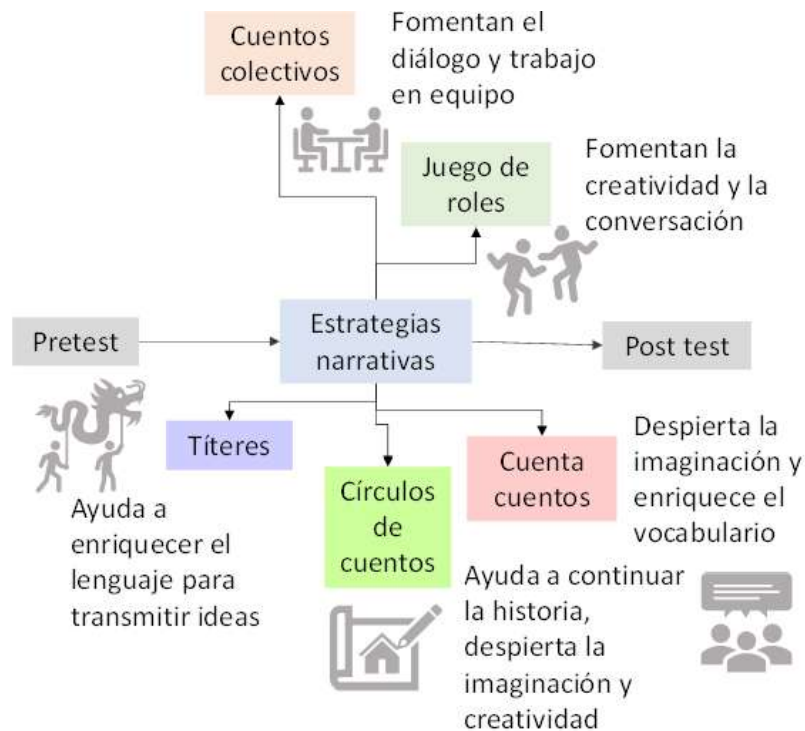 Cuentos
colectivos
Fomentan el
diálogo y trabajo
en equipo
Juego de
roles
Fomentan la
creatividad y la
conversación
Pretest
Estrategias
narrativas
Post test
Títeres
Ayuda a
enriquecer el
lenguaje para
transmitir ideas
Círculos
de
cuentos
Ayuda a continuar
la historia,
despierta la
imaginación y
creatividad
Cuenta
cuentos
Despierta la
imaginación y
enriquece el
vocabulario